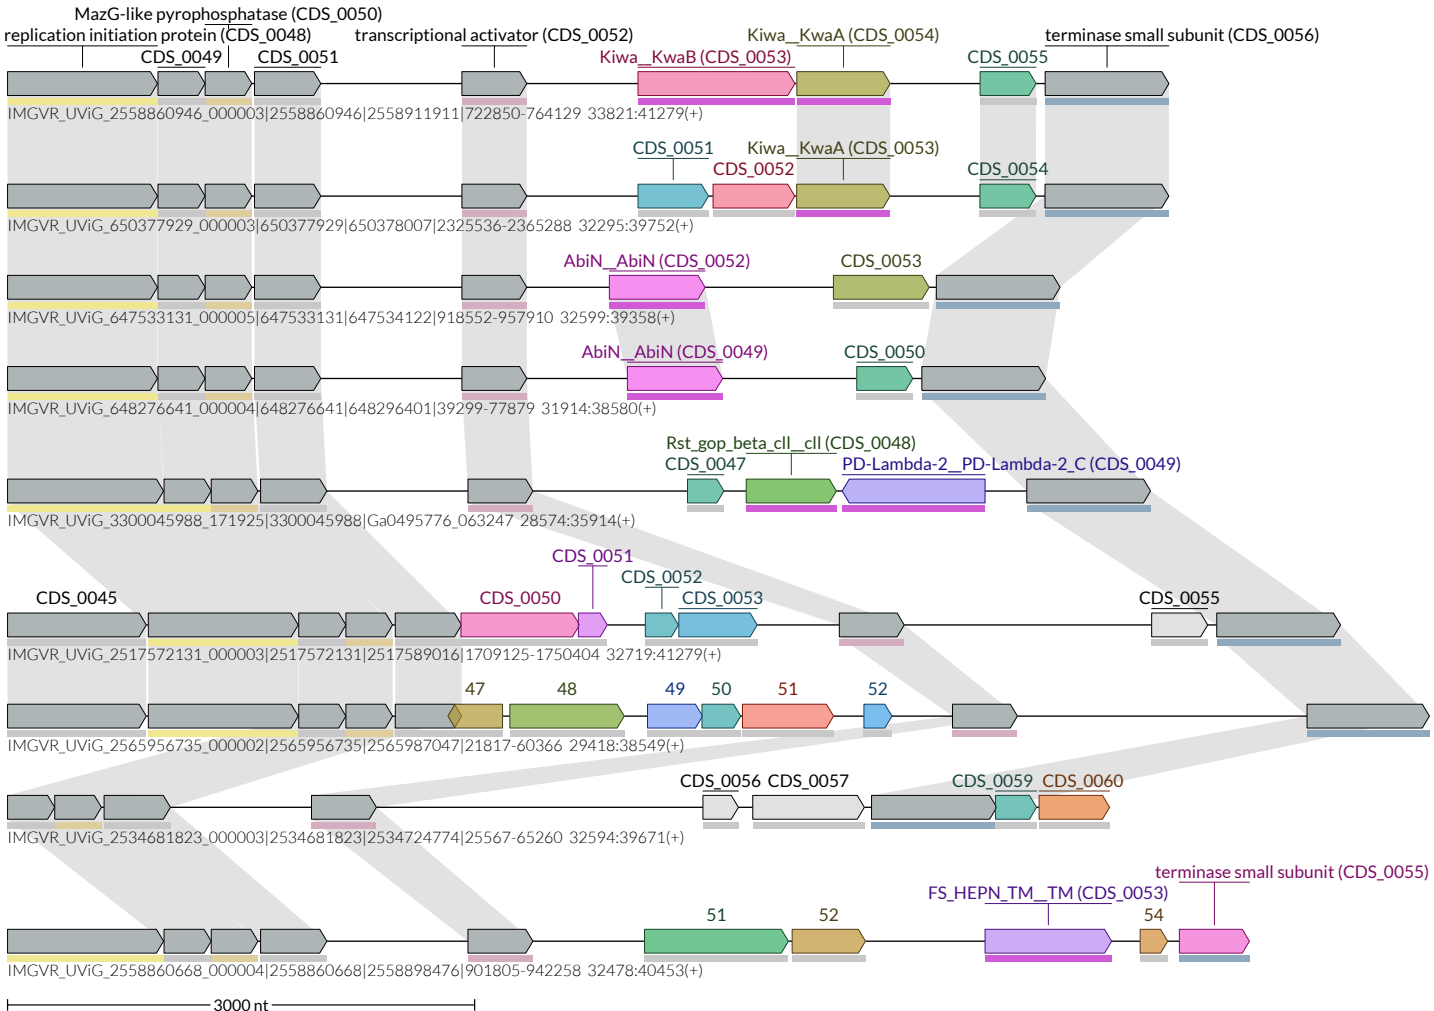 MazG-like pyrophosphatase (CDS_0050)
replication initiation protein (CDS_0048) transcriptional activator (CDS_0052) Kiwa__KwaA (CDS_0054) terminase small subunit (CDS_0056)
CDS_0049 CDS_0051 Kiwa__KwaB (CDS_0053) CDS_0055
IMGVR_UViG_2558860946_000003|2558860946|2558911911|722850-764129 33821:41279(+)
CDS_0051 Kiwa__KwaA (CDS_0053)
CDS_0052 CDS_0054
IMGVR_UViG_650377929_000003|650377929|650378007|2325536-2365288 32295:39752(+)
AbiN__AbiN (CDS_0052) CDS_0053
IMGVR_UViG_647533131_000005|647533131|647534122|918552-957910 32599:39358(+)
AbiN__AbiN (CDS_0049) CDS_0050
IMGVR_UViG_648276641_000004|648276641|648296401|39299-77879 31914:38580(+)
Rst_gop_beta_cll__cll (CDS_0048)
CDS_0047 PD-Lambda-2__PD-Lambda-2_C (CDS_0049)
IMGVR_UViG_3300045988_171925|3300045988|Ga0495776_063247 28574:35914(+)
CDS_0051
CDS_0052
CDS_0045 CDS_0050 CDS_0053 CDS_0055
IMGVR_UViG_2517572131_000003|2517572131|2517589016|1709125-1750404 32719:41279(+)
47 48 49 50 51 52
IMGVR_UViG_2565956735_000002|2565956735|2565987047|21817-60366 29418:38549(+)
CDS_0056 CDS_0057 CDS_0059 CDS_0060
IMGVR_UViG_2534681823_000003|2534681823|2534724774|25567-65260 32594:39671(+)
terminase small subunit (CDS_0055)
FS_HEPN_TM__TM (CDS_0053)
51 52 54
IMGVR_UViG_2558860668_000004|2558860668|2558898476|901805-942258 32478:40453(+)
3000 nt